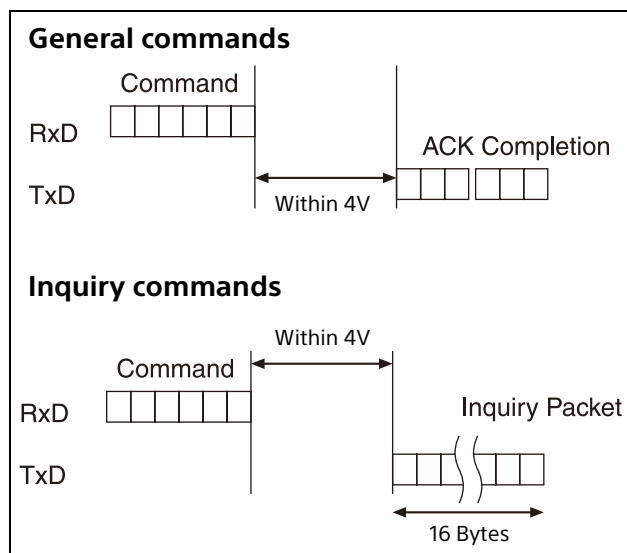 General commands
Command
RxD
ACK Completion
TxD
Within 4V
Inquiry commands
Within 4V
Command
RxD
Inquiry Packet
TxD
16 Bytes